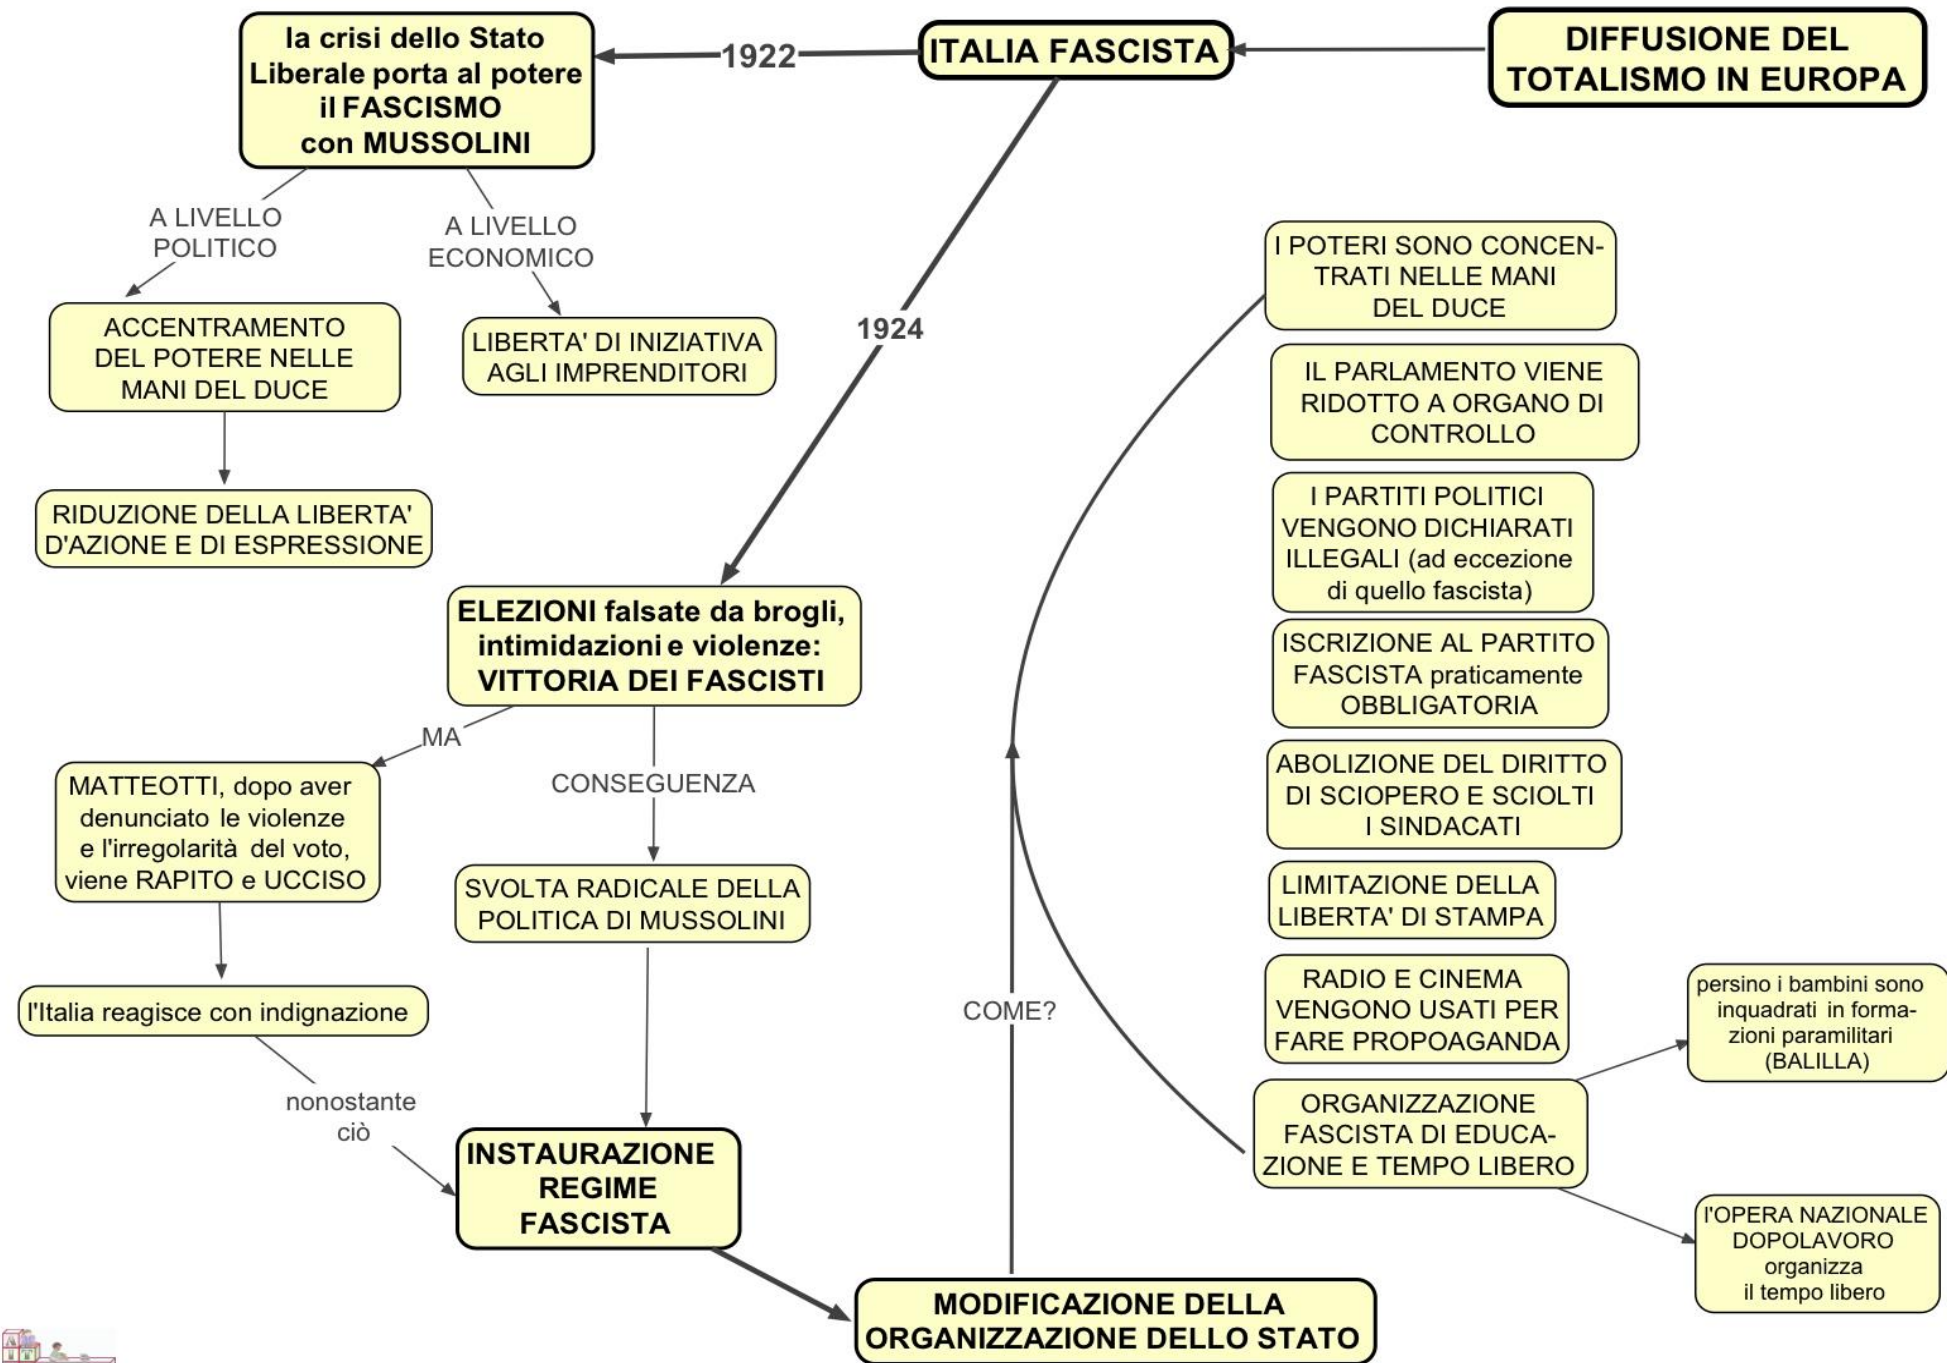 la crisi dello Stato
Liberale porta al potere
il FASCISMO
con MUSSOLINI
1922
ITALIA FASCISTA
DIFFUSIONE DEL
TOTALISMO IN EUROPA
A LIVELLO
POLITICO
A LIVELLO
ECONOMICO
ACCENTRAMENTO
DEL POTERE NELLE
MANI DEL DUCE
LIBERTA' DI INIZIATIVA
AGLI IMPRENDITORI
RIDUZIONE DELLA LIBERTA'
D'AZIONE E DI ESPRESSIONE
1924
ELEZIONI falsate da brogli,
intimidazioni e violenze:
VITTORIA DEI FASCISTI
MA
CONSEGUENZA
MATTEOTTI, dopo aver
denunciato le violenze
e l'irregolarità del voto,
viene RAPITO e UCCISO
SVOLTA RADICALE DELLA
POLITICA DI MUSSOLINI
l'Italia reagisce con indignazione
nonostante
ciò
INSTAURAZIONE
REGIME
FASCISTA
MODIFICAZIONE DELLA
ORGANIZZAZIONE DELLO STATO
COME?
I POTERI SONO CONCEN-
TRATI NELLE MANI
DEL DUCE
IL PARLAMENTO VIENE
RIDOTTO A ORGANO DI
CONTROLLO
I PARTITI POLITICI
VENGONO DICHIARATI
ILLEGALI (ad eccezione
di quello fascista)
ISCRIZIONE AL PARTITO
FASCISTA praticamente
OBBLIGATORIA
ABOLIZIONE DEL DIRITTO
DI SCIOPERO E SCIOLTI
I SINDACATI
LIMITAZIONE DELLA
LIBERTA' DI STAMPA
RADIO E CINEMA
VENGONO USATI PER
FARE PROPOAGANDA
ORGANIZZAZIONE
FASCISTA DI EDUCA-
ZIONE E TEMPO LIBERO
persino i bambini sono
inquadrati in forma-
zioni paramilitari
(BALILLA)
l'OPERA NAZIONALE
DOPOLAVORO
organizza
il tempo libero